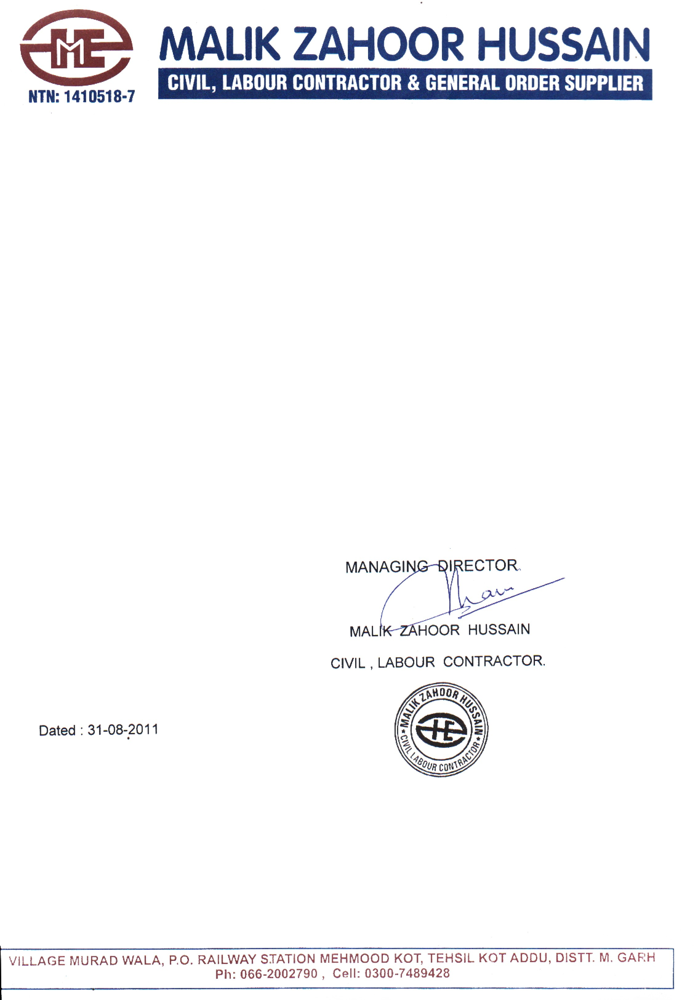 HME
NTN: 1410518-7
MALIK ZAHOOR HUSSAIN
CIVIL, LABOUR CONTRACTOR & GENERAL ORDER SUPPLIER
MANAGING DIRECTOR.
MALIK ZAHOOR HUSSAIN
CIVIL , LABOUR CONTRACTOR.
MALIK ZAHOOR HUSSAIN
HE
* CIVIL LABOUR CONTRACTOR *
Dated : 31-08-2011
VILLAGE MURAD WALA, P.O. RAILWAY STATION MEHMOOD KOT, TEHSIL KOT ADDU, DISTT. M. GARH
Ph: 066-2002790 , Cell: 0300-7489428